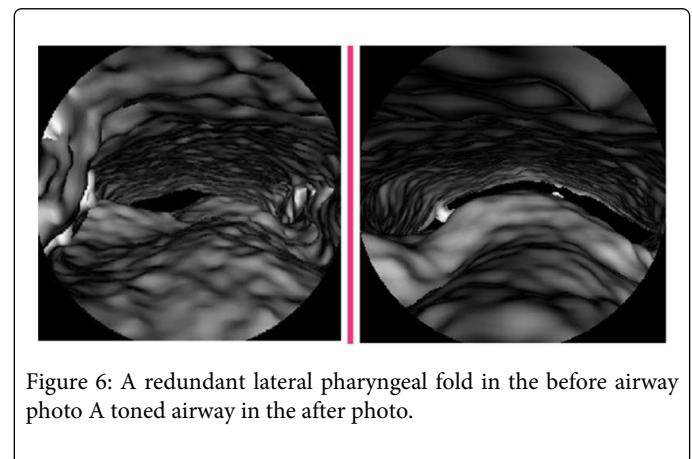 Figure 6: A redundant lateral pharyngeal fold in the before airway
photo A toned airway in the after photo.